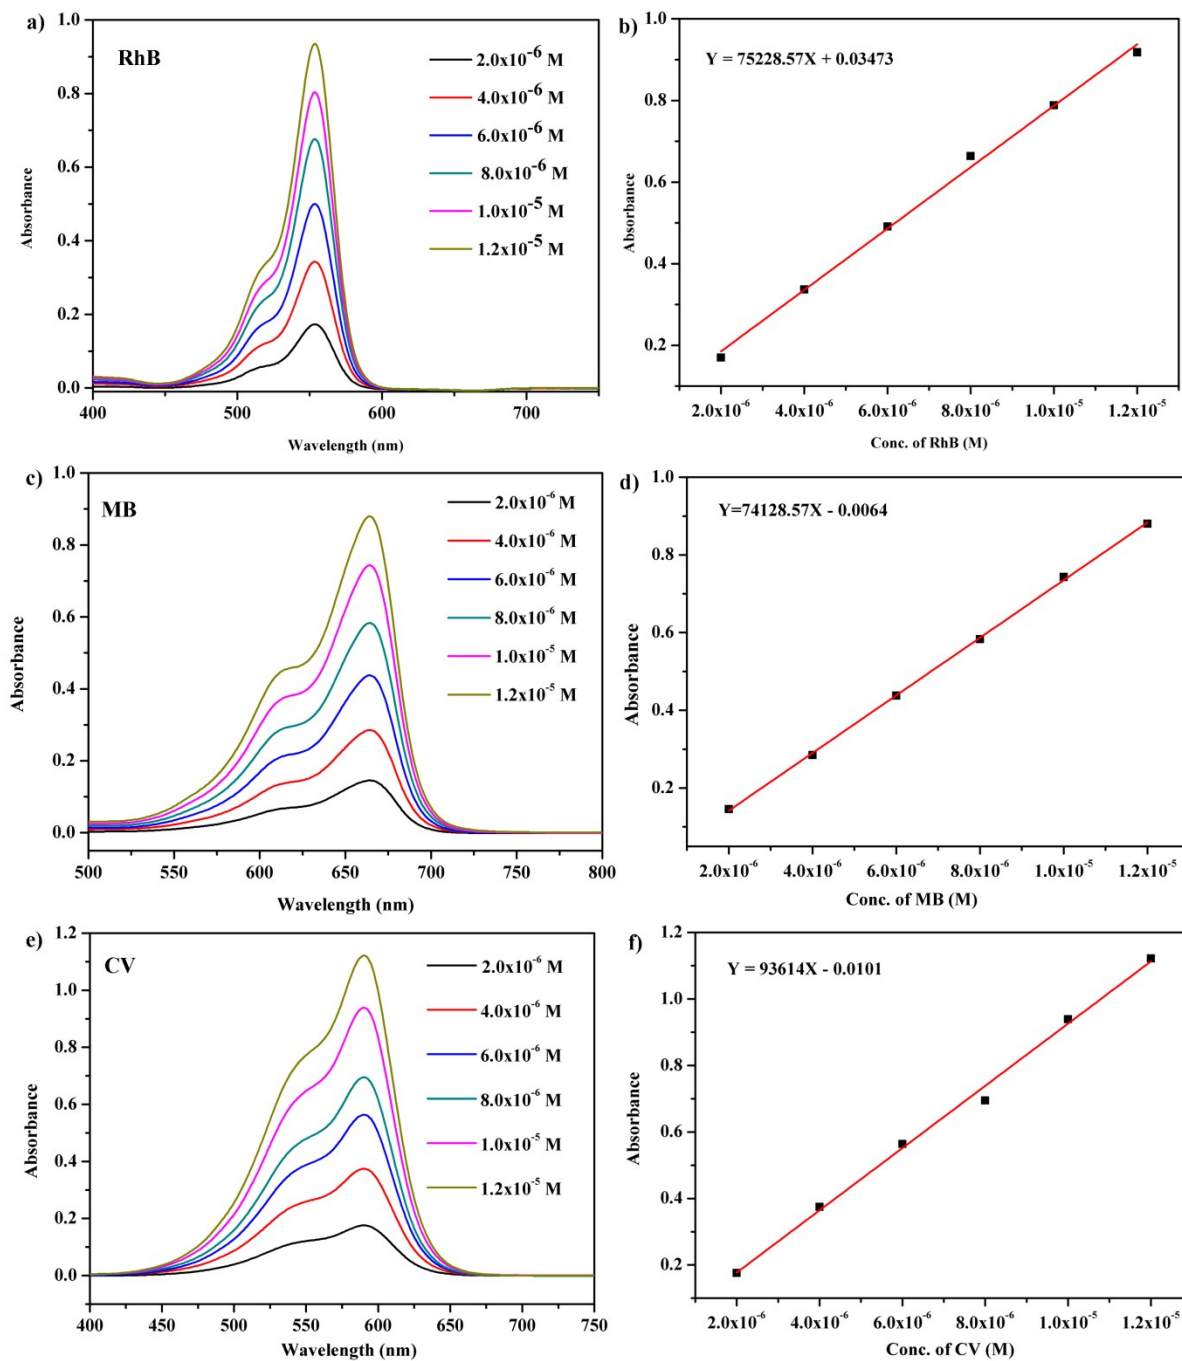 a)
1.0
0.8
0.6
0.4
0.2
0.0
Absorbance
RhB
2.0x10⁻⁶ M
4.0x10⁻⁶ M
6.0x10⁻⁶ M
8.0x10⁻⁶ M
1.0x10⁻⁵ M
1.2x10⁻⁵ M
400 500 600 700
Wavelength (nm)
b)
1.0
0.8
0.6
0.4
0.2
Absorbance
Y = 75228.57X + 0.03473
2.0x10⁻⁶ 4.0x10⁻⁶ 6.0x10⁻⁶ 8.0x10⁻⁶ 1.0x10⁻⁵ 1.2x10⁻⁵
Conc. of RhB (M)
c)
1.0
0.8
0.6
0.4
0.2
0.0
Absorbance
MB
2.0x10⁻⁶ M
4.0x10⁻⁶ M
6.0x10⁻⁶ M
8.0x10⁻⁶ M
1.0x10⁻⁵ M
1.2x10⁻⁵ M
500 550 600 650 700 750 800
Wavelength (nm)
d)
1.0
0.8
0.6
0.4
0.2
Absorbance
Y=74128.57X - 0.0064
2.0x10⁻⁶ 4.0x10⁻⁶ 6.0x10⁻⁶ 8.0x10⁻⁶ 1.0x10⁻⁵ 1.2x10⁻⁵
Conc. of MB (M)
e)
1.2
1.0
0.8
0.6
0.4
0.2
0.0
Absorbance
CV
2.0x10⁻⁶ M
4.0x10⁻⁶ M
6.0x10⁻⁶ M
8.0x10⁻⁶ M
1.0x10⁻⁵ M
1.2x10⁻⁵ M
400 450 500 550 600 650 700 750
Wavelength (nm)
f)
1.2
1.0
0.8
0.6
0.4
0.2
Absorbance
Y = 93614X - 0.0101
2.0x10⁻⁶ 4.0x10⁻⁶ 6.0x10⁻⁶ 8.0x10⁻⁶ 1.0x10⁻⁵ 1.2x10⁻⁵
Conc. of CV (M)